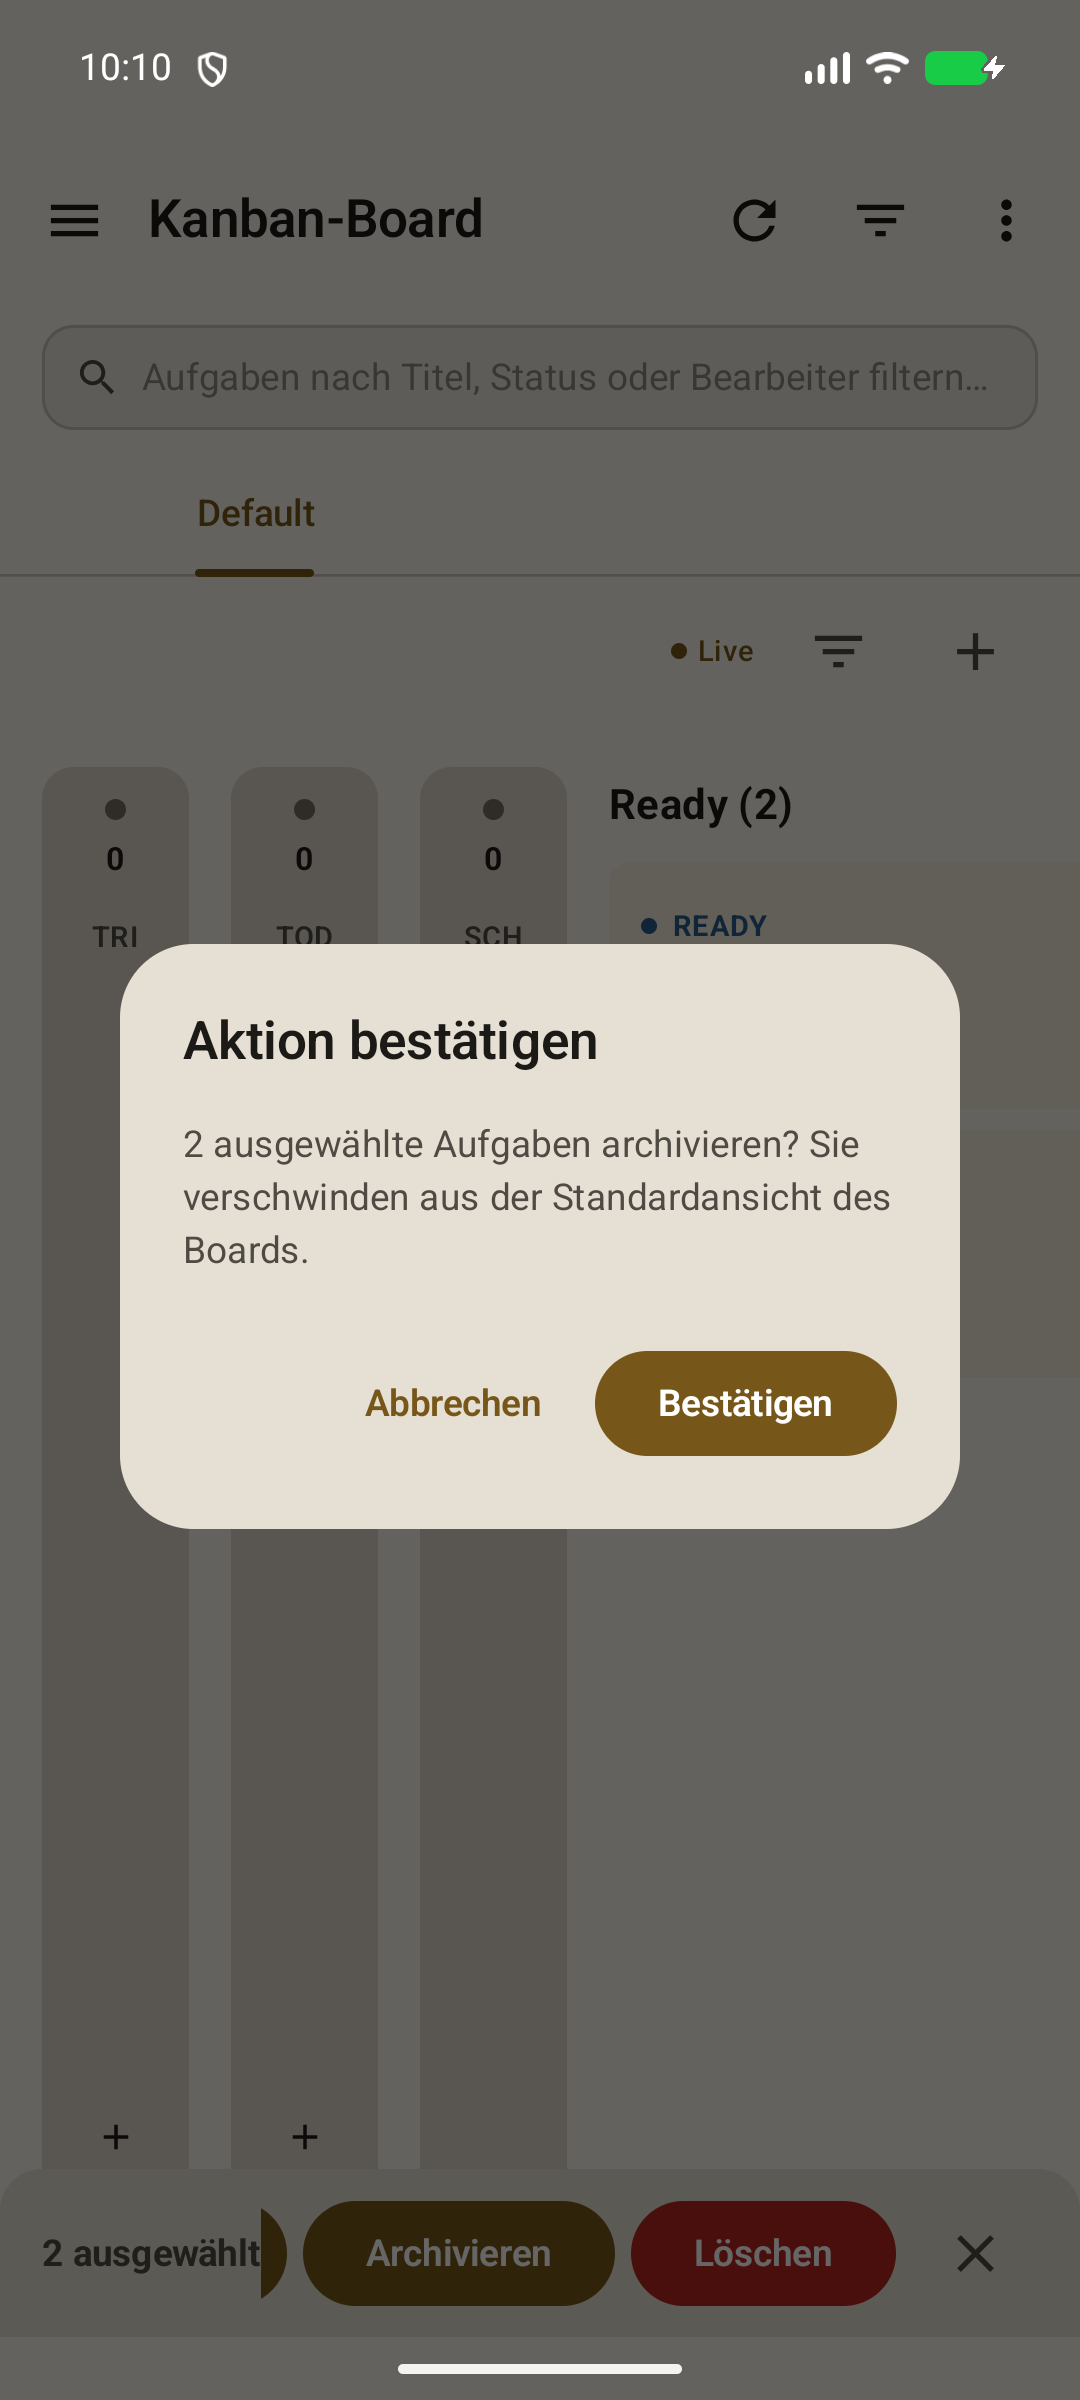 10:10
Kanban-Board
Aufgaben nach Titel, Status oder Bearbeiter filtern…
Default
Live
0
0
0
Ready (2)
TRI
TOD
SCH
READY
Aktion bestätigen
2 ausgewählte Aufgaben archivieren? Sie
verschwinden aus der Standardansicht des
Boards.
Abbrechen
Bestätigen
2 ausgewählt
Archivieren
Löschen